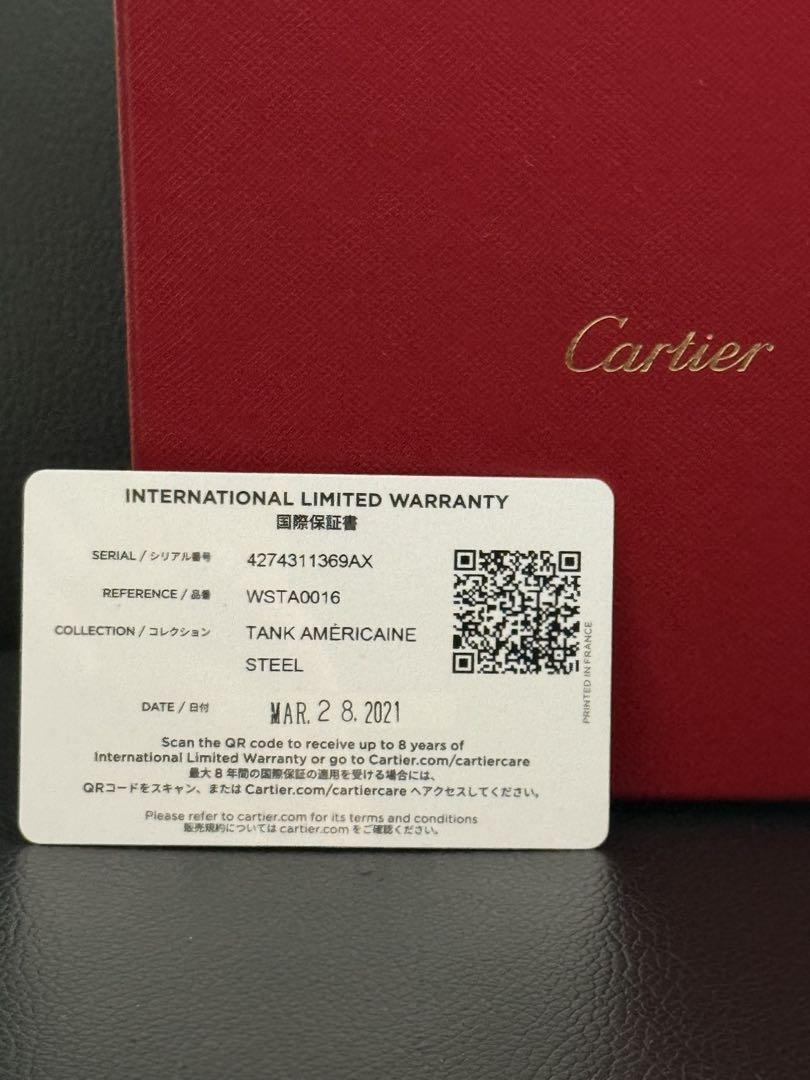 Cartier
INTERNATIONAL LIMITED WARRANTY
国際保証書
SERIAL / シリアル番号 4274311369AX
REFERENCE / 品番 WSTA0016
COLLECTION / コレクション TANK AMÉRICAINE
STEEL
DATE / 日付 MAR. 28. 2021
PRINTED IN FRANCE
Scan the QR code to receive up to 8 years of
International Limited Warranty or go to Cartier.com/cartiercare
最大 8 年間の国際保証の適用を受ける場合には、
QRコードをスキャン、または Cartier.com/cartiercare へアクセスしてください。
Please refer to cartier.com for its terms and conditions
販売規約については cartier.com をご確認ください。